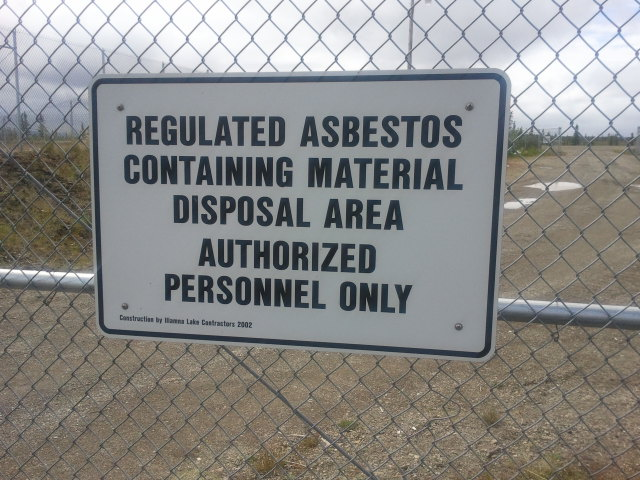 REGULATED ASBESTOS
CONTAINING MATERIAL
DISPOSAL AREA
AUTHORIZED
PERSONNEL ONLY
Construction by Iliamna Lake Contractors 2002